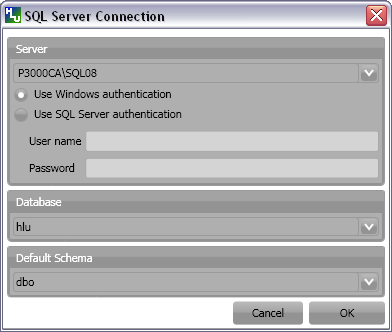 HLU SQL Server Connection
Server
P3000CA\SQL08
Use Windows authentication
Use SQL Server authentication
User name
Password
Database
hlu
Default Schema
dbo
Cancel OK